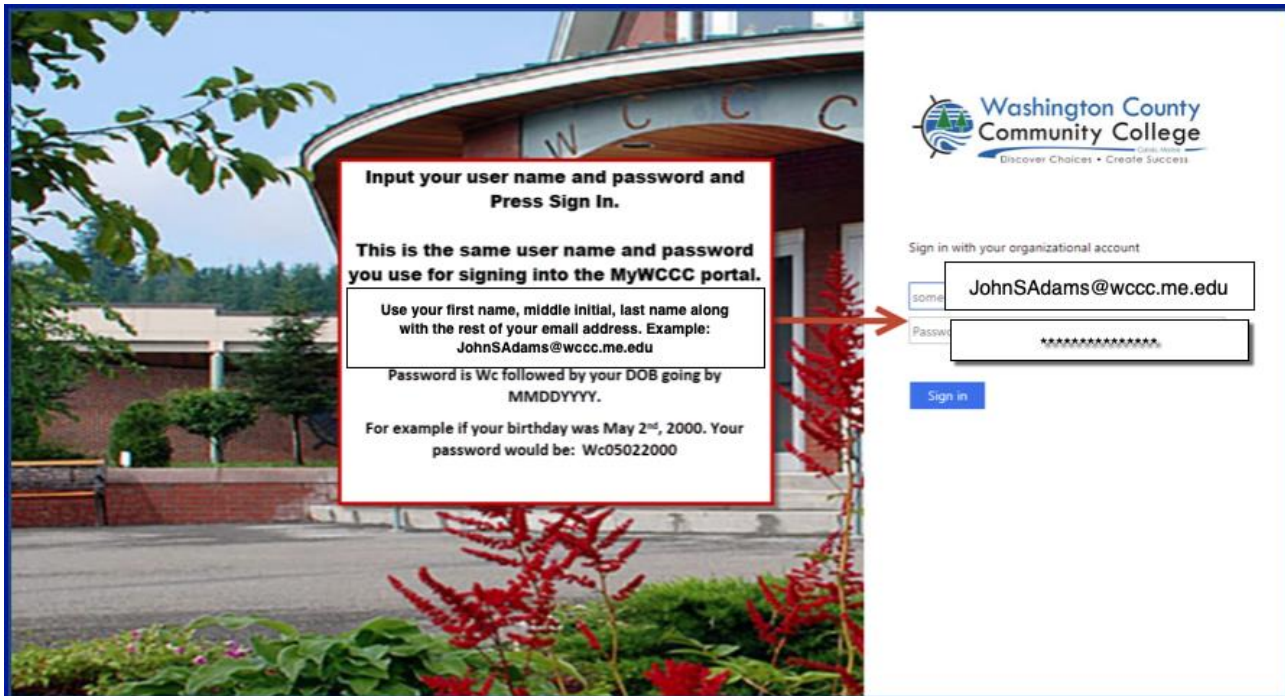 W C C C
Input your user name and password and
Press Sign In.
This is the same user name and password
you use for signing into the MyWCCC portal.
Use your first name, middle initial, last name along
with the rest of your email address. Example:
JohnSAdams@wccc.me.edu
Password is Wc followed by your DOB going by
MMDDYYYY.
For example if your birthday was May 2nd, 2000. Your
password would be: Wc05022000
Washington County
Community College
Calais, Maine
Discover Choices • Create Success
Sign in with your organizational account
some
JohnSAdams@wccc.me.edu
Passwo
***************
Sign in